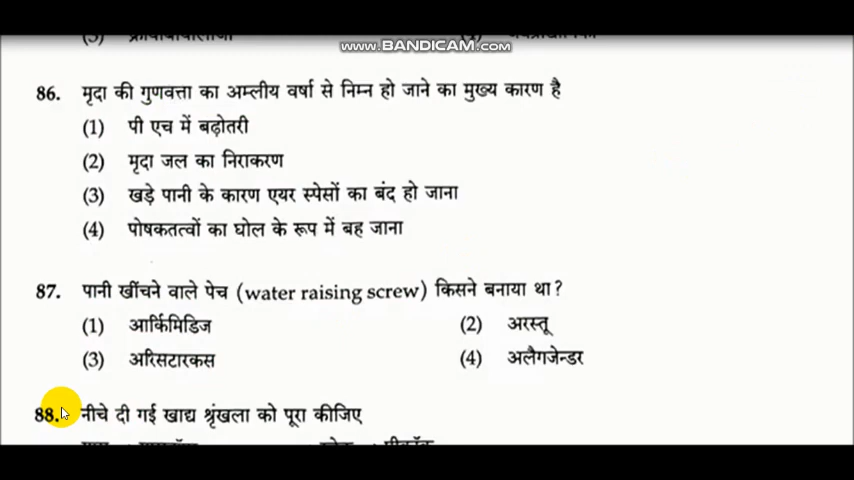 www.BANDICAM.com
86. मृदा की गुणवत्ता का अम्लीय वर्षा से निम्न हो जाने का मुख्य कारण है
(1) पी एच में बढ़ोतरी
(2) मृदा जल का निराकरण
(3) खड़े पानी के कारण एयर स्पेसों का बंद हो जाना
(4) पोषकतत्वों का घोल के रूप में बह जाना
87. पानी खींचने वाले पेच (water raising screw) किसने बनाया था?
(1) आर्किमिडिज (2) अरस्तू
(3) अरिसटारकस (4) अलैगजेन्डर
88. नीचे दी गई खाद्य श्रृंखला को पूरा कीजिए